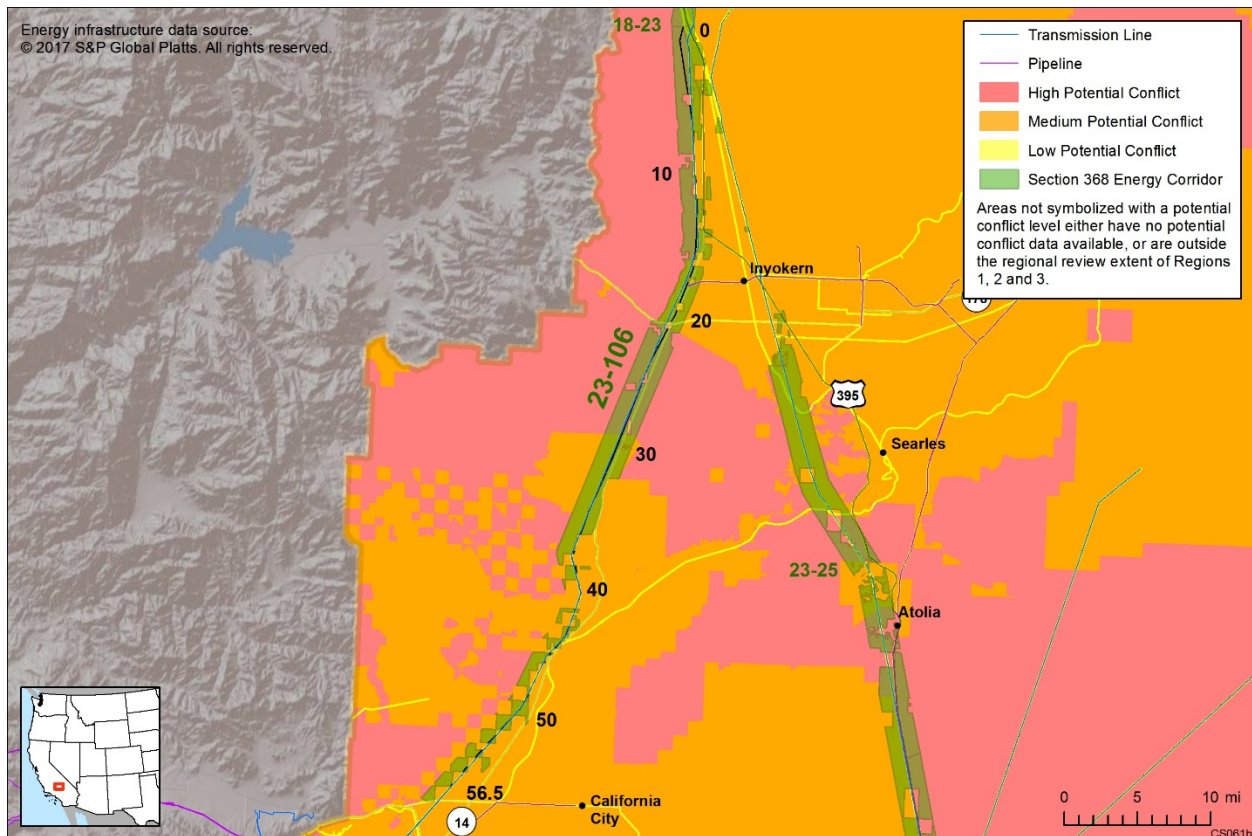 Energy infrastructure data source:
© 2017 S&P Global Platts. All rights reserved.
18-23
0
Transmission Line
Pipeline
High Potential Conflict
Medium Potential Conflict
Low Potential Conflict
Section 368 Energy Corridor
Areas not symbolized with a potential
conflict level either have no potential
conflict data available, or are outside
the regional review extent of Regions
1, 2 and 3.
10
Inyokern
20
23-106
395
Searles
30
23-25
40
Atolia
50
56.5
California
City
14
0 5 10 mi
CS061b